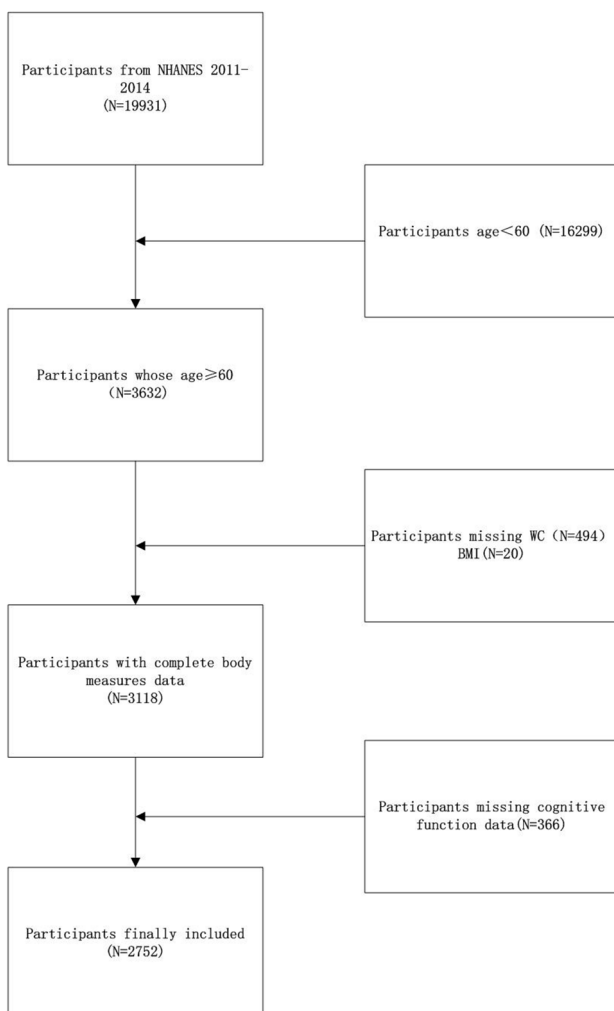 Participants from NHANES 2011-
2014
(N=19931)
Participants age＜60 (N=16299)
Participants whose age≥60
（N=3632)
Participants missing WC（N=494）
BMI(N=20)
Participants with complete body
measures data
(N=3118)
Participants missing cognitive
function data(N=366)
Participants finally included
(N=2752)